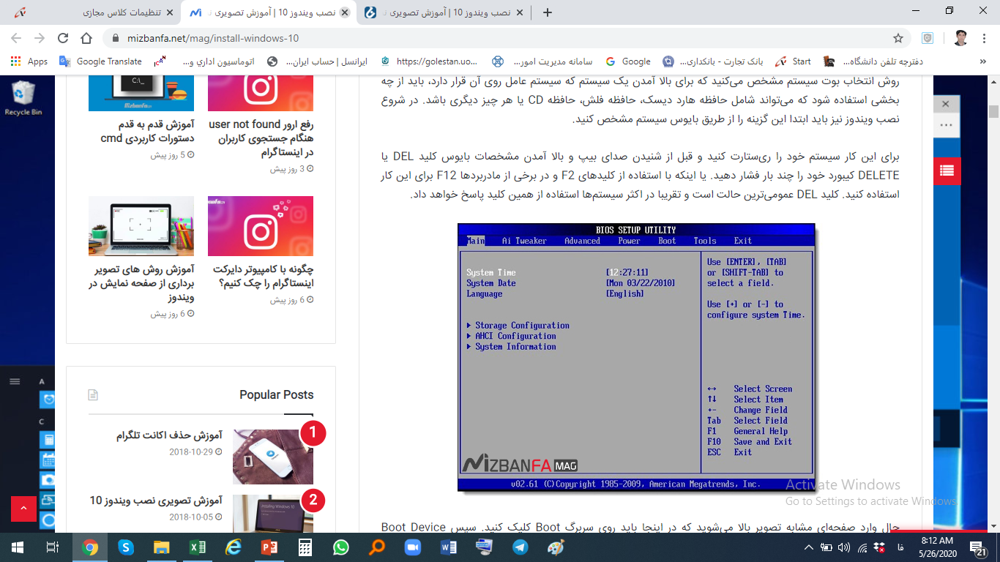 تنظیمات کلاس مجازی
نصب ویندوز 10 | آموزش تصویری
نصب ویندوز 10 | آموزش تصویری
mizbanfa.net/mag/install-windows-10
Apps
Google Translate
اتوماسیون اداري و...
ایرانسل | حساب ایران...
https://golestan.uo...
سامانه مدیریت امور...
Google
بانک تجارت - بانکداری...
Start
دفترچه تلفن دانشگاه...
Recycle Bin
روش انتخاب بوت سیستم مشخص می‌کنید که برای بالا آمدن یک سیستم که سیستم عامل روی آن قرار دارد، باید از چه
بخشی استفاده شود که می‌تواند شامل حافظه هارد دیسک، حافظه فلش، حافظه CD یا هر چیز دیگری باشد. در شروع
نصب ویندوز نیز باید ابتدا این گزینه را از طریق بایوس سیستم مشخص کنید.
برای این کار سیستم خود را ری‌ستارت کنید و قبل از شنیدن صدای بیپ و بالا آمدن مشخصات بایوس کلید DEL یا
DELETE کیبورد خود را چند بار فشار دهید. یا اینکه با استفاده از کلیدهای F2 و در برخی از مادربردها F12 برای این کار
استفاده کنید. کلید DEL عمومی‌ترین حالت است و تقریبا در اکثر سیستم‌ها استفاده از همین کلید پاسخ خواهد داد.
BIOS SETUP UTILITY
Main Ai Tweaker Advanced Power Boot Tools Exit
System Time [12:27:11]
System Date [Mon 03/22/2010]
Language [English]
Storage Configuration
AHCI Configuration
System Information
Use [ENTER], [TAB]
or [SHIFT-TAB] to
select a field.
Use [+] or [-] to
configure system Time.
↔ Select Screen
↑↓ Select Item
+- Change Field
Tab Select Field
F1 General Help
F10 Save and Exit
ESC Exit
MIZBANFA MAG
v02.61 (C)Copyright 1985-2009, American Megatrends, Inc.
حال وارد صفحه‌ای مشابه تصویر بالا می‌شوید که در اینجا باید روی سربرگ Boot کلیک کنید. سپس Boot Device
C:\_
Mizbanfa.net
رفع ارور user not found
هنگام جستجوی کاربران
در اینستاگرام
3 روز پیش
آموزش قدم به قدم
دستورات کاربردی cmd
5 روز پیش
چگونه با کامپیوتر دایرکت
اینستاگرام را چک کنیم؟
6 روز پیش
آموزش روش های تصویر
برداری از صفحه نمایش در
ویندوز
6 روز پیش
Popular Posts
1
آموزش حذف اکانت تلگرام
2018-10-29
2
آموزش تصویری نصب ویندوز 10
2018-10-05
Installing Windows 10
A
C
Activate Windows
Go to Settings to activate Windows
فا
8:12 AM
5/26/2020
21